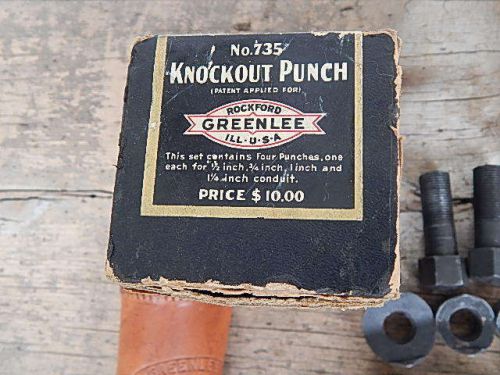 No. 735
KNOCKOUT PUNCH
(PATENT APPLIED FOR)
ROCKFORD
GREENLEE
ILL·U·S·A
This set contains Four Punches, one
each for ½ inch, ¾ inch, 1 inch and
1¼ inch conduit.
PRICE $10.00
GREENLEE